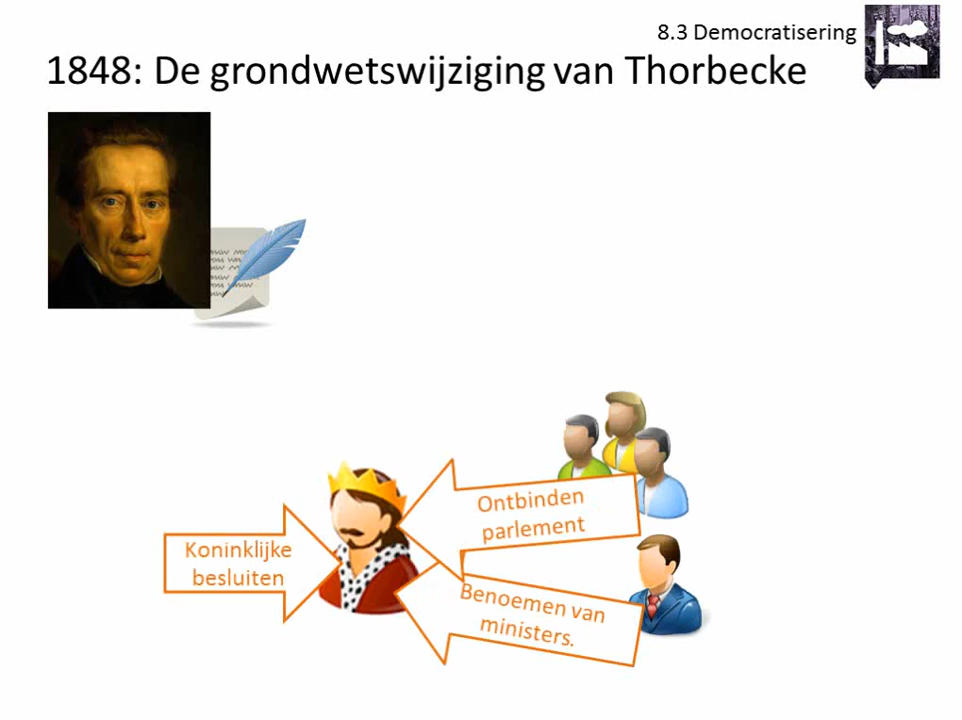 8.3 Democratisering
1848: De grondwetswijziging van Thorbecke
Ontbinden
parlement
Koninklijke
besluiten
Benoemen van
ministers.